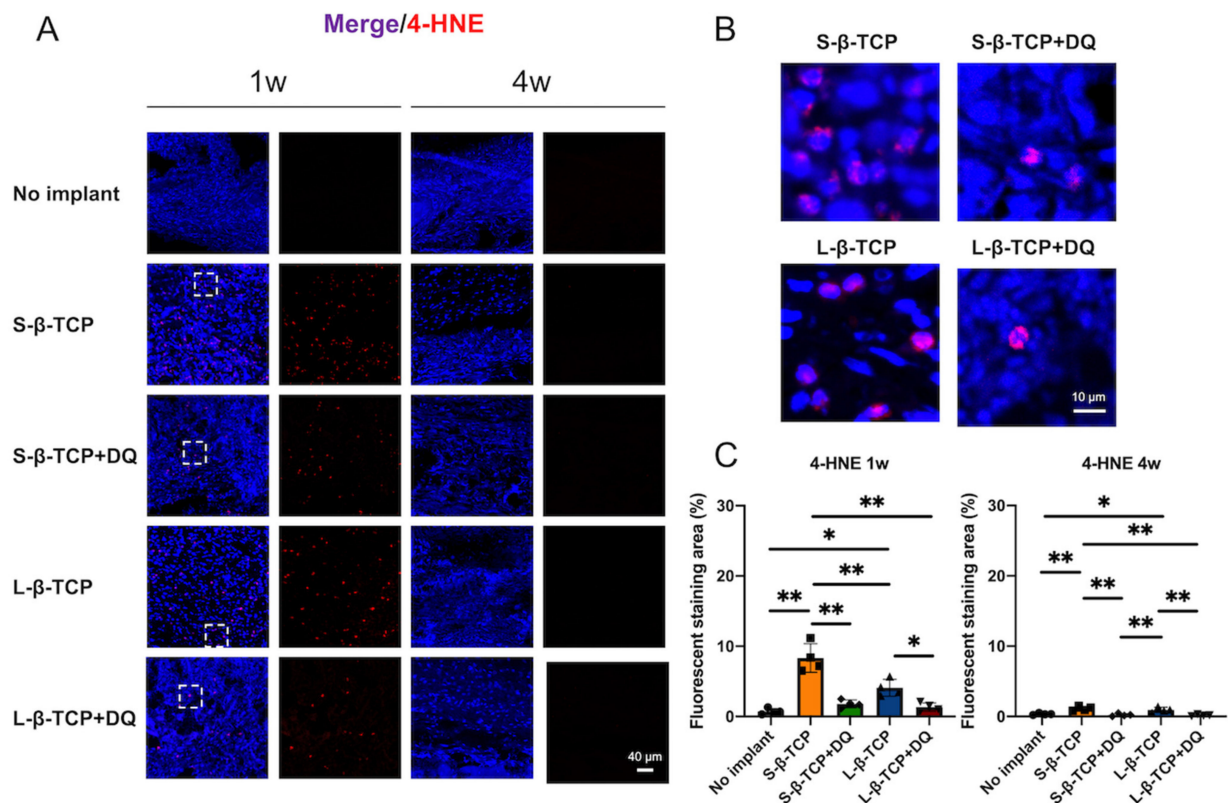 A
Merge/4-HNE
1w
4w
No implant
S-β-TCP
S-β-TCP+DQ
L-β-TCP
L-β-TCP+DQ
40 μm
B
S-β-TCP
S-β-TCP+DQ
L-β-TCP
L-β-TCP+DQ
10 μm
C
4-HNE 1w
Fluorescent staining area (%)
30
20
10
0
**
*
**
**
**
*
No implant
S-β-TCP
S-β-TCP+DQ
L-β-TCP
L-β-TCP+DQ
4-HNE 4w
Fluorescent staining area (%)
30
20
10
0
*
**
**
**
**
**
No implant
S-β-TCP
S-β-TCP+DQ
L-β-TCP
L-β-TCP+DQ